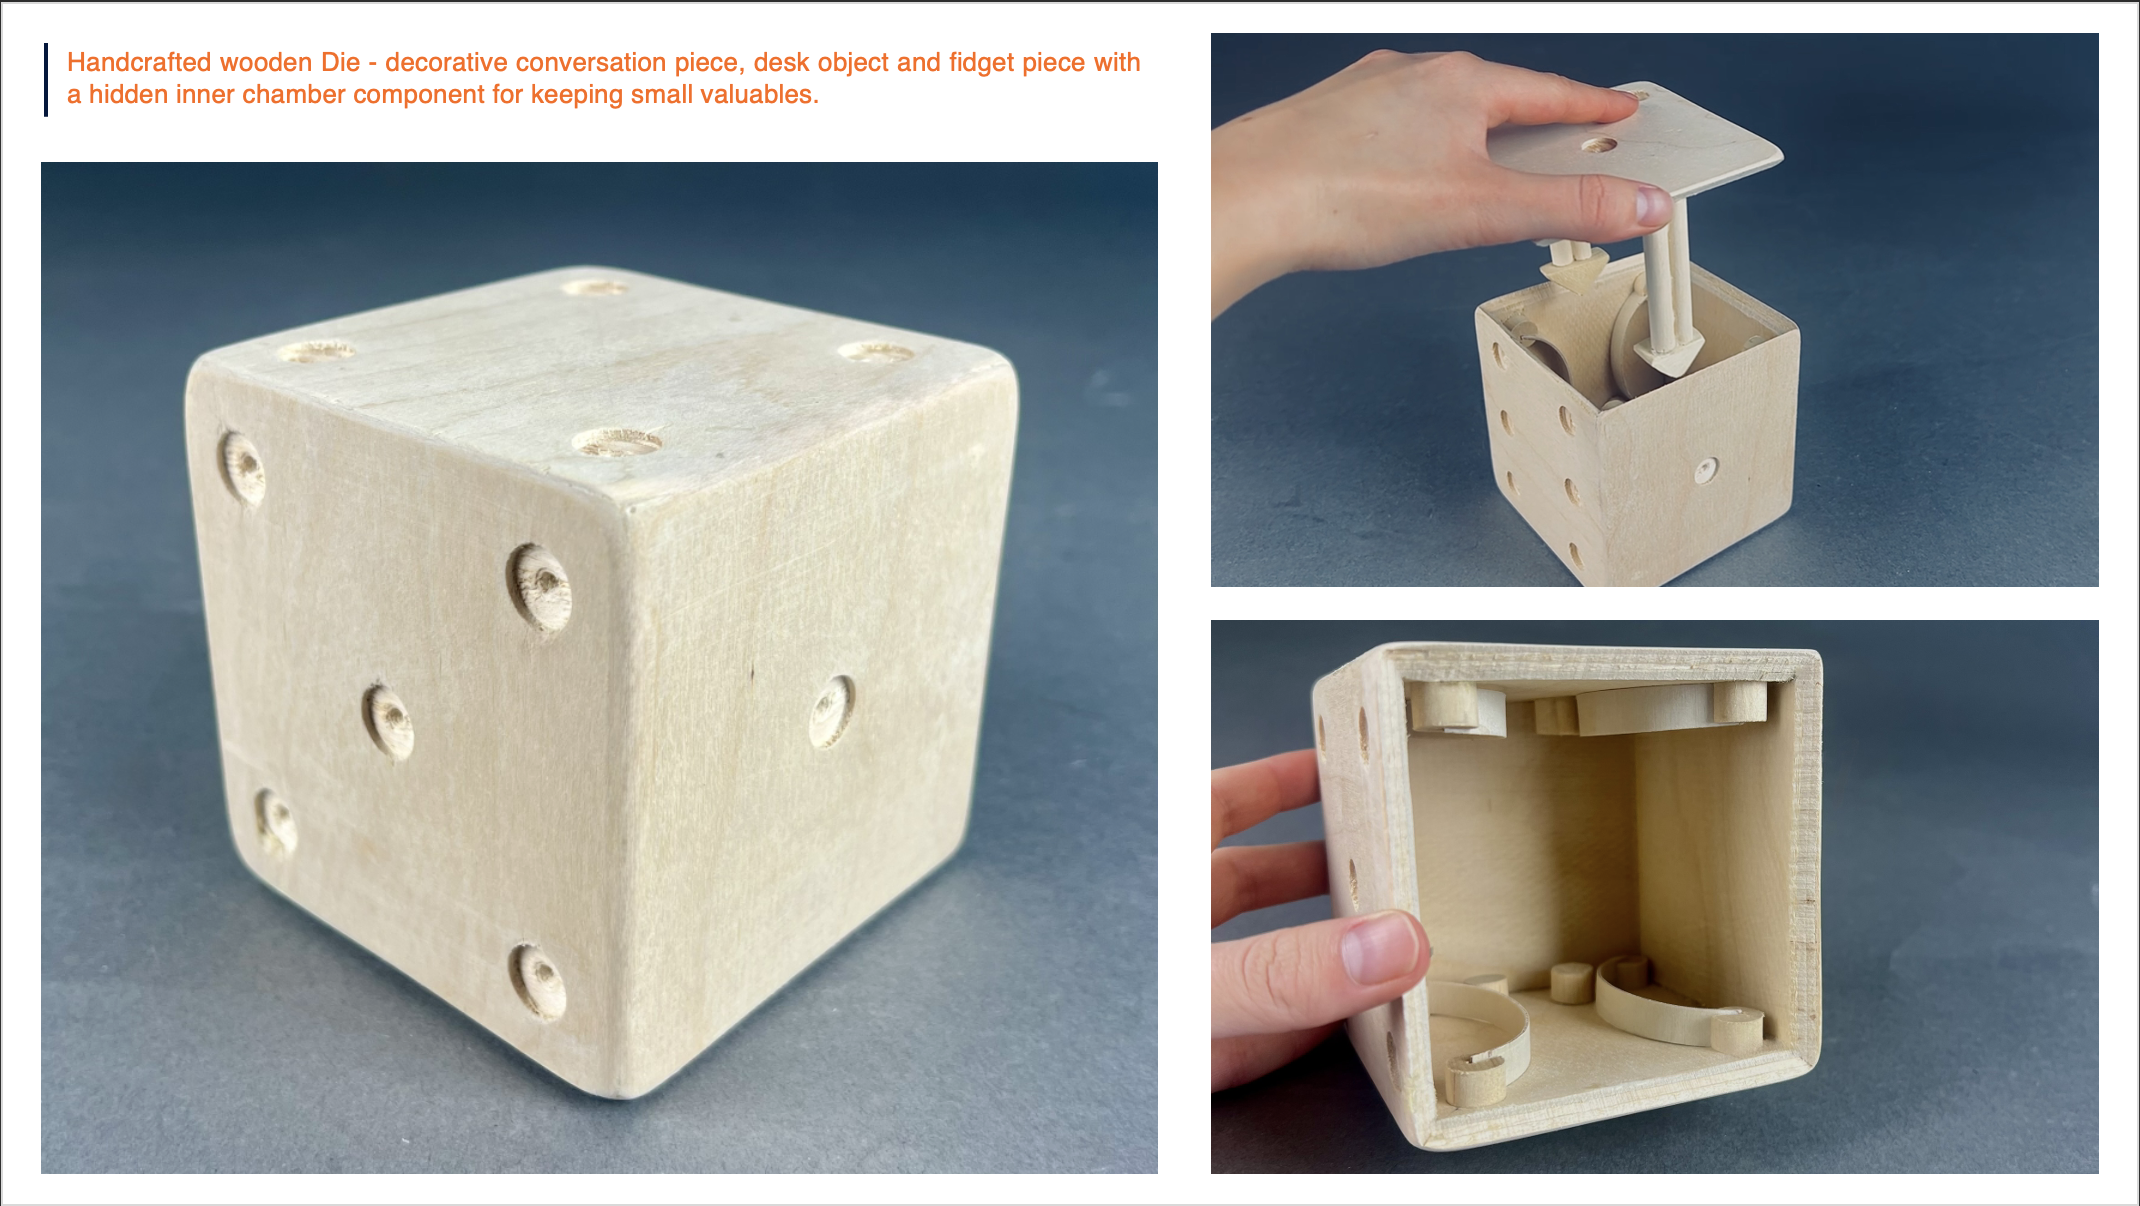 Handcrafted wooden Die - decorative conversation piece, desk object and fidget piece with
a hidden inner chamber component for keeping small valuables.